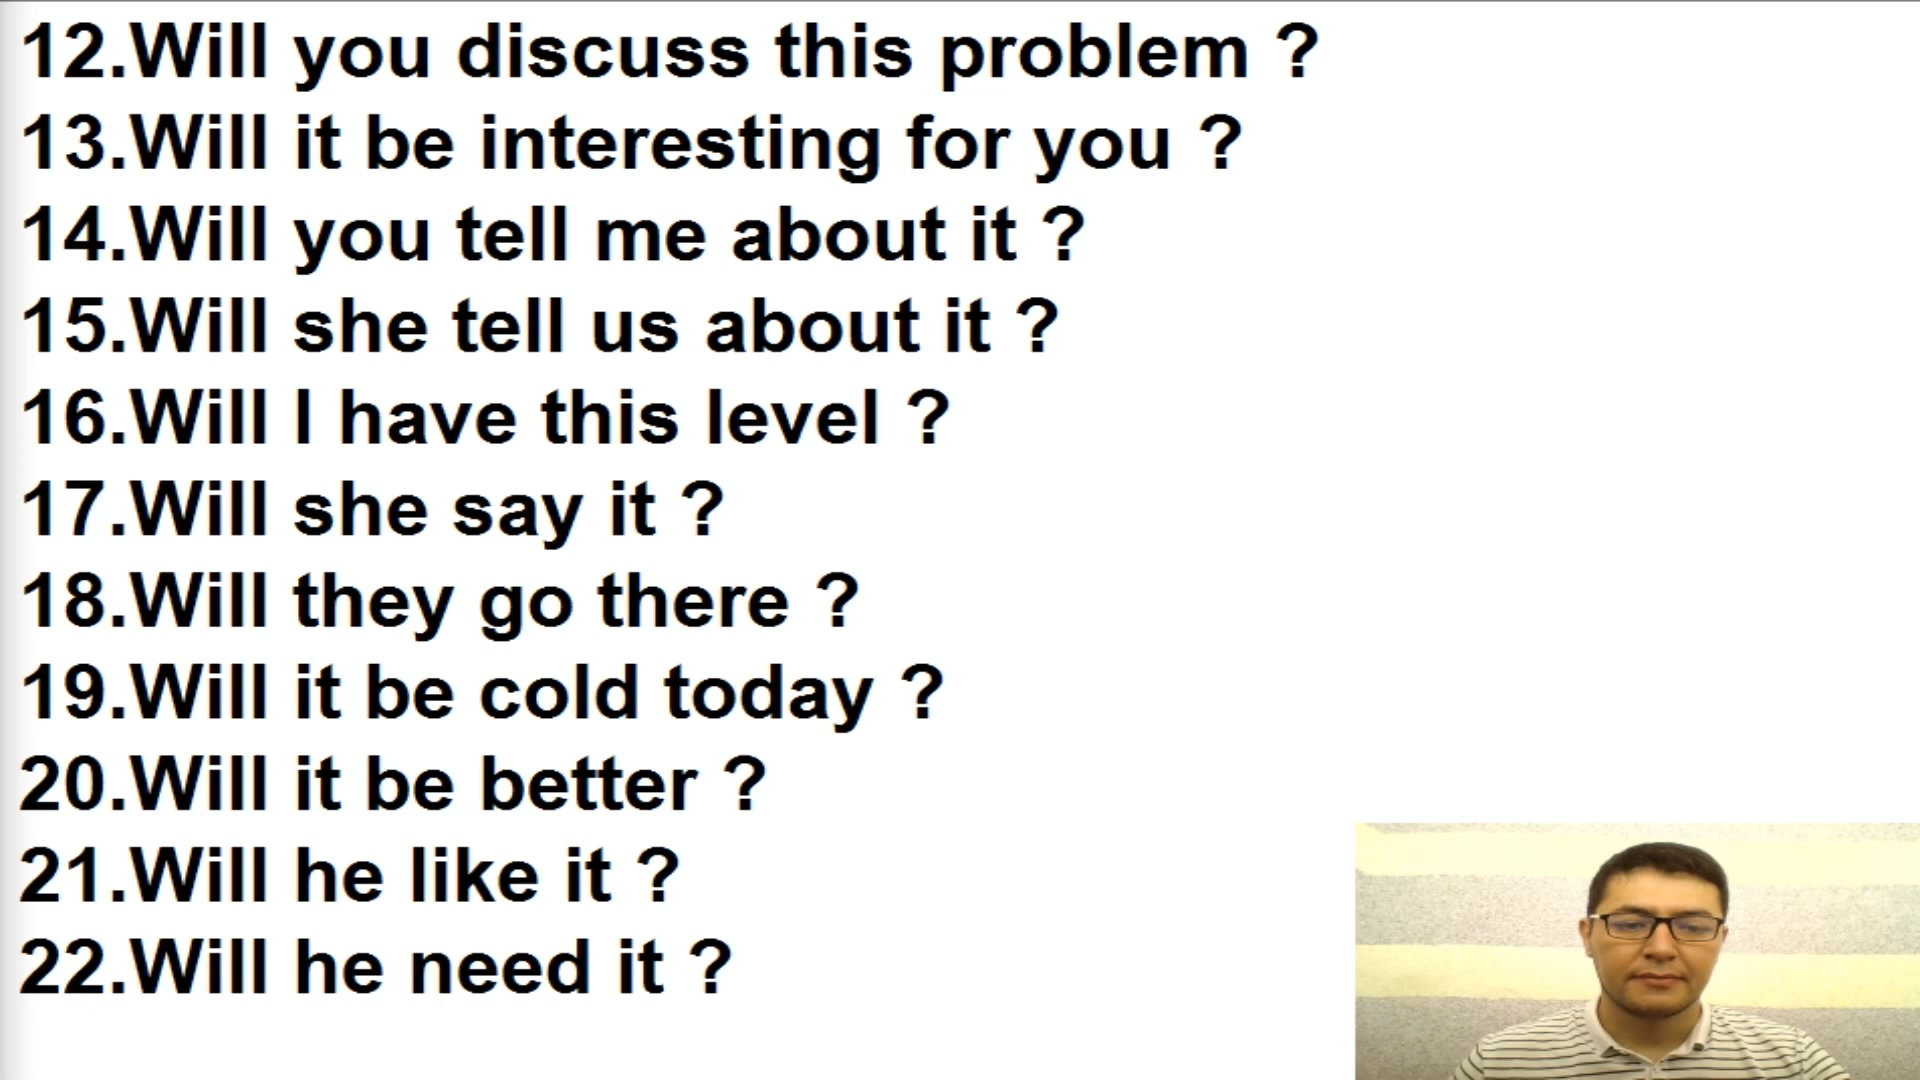 12.Will you discuss this problem ?
13.Will it be interesting for you ?
14.Will you tell me about it ?
15.Will she tell us about it ?
16.Will I have this level ?
17.Will she say it ?
18.Will they go there ?
19.Will it be cold today ?
20.Will it be better ?
21.Will he like it ?
22.Will he need it ?